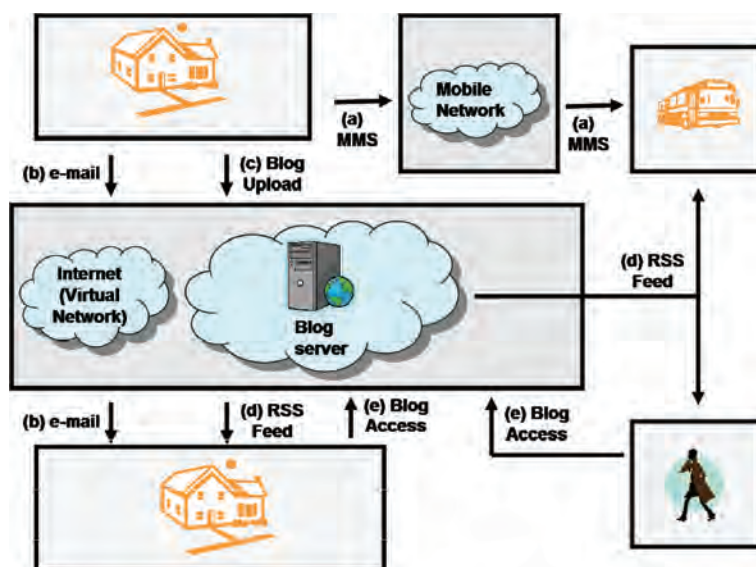 Mobile
Network
(a)
MMS
(a)
MMS
(b) e-mail
(c) Blog
Upload
Internet
(Virtual
Network)
Blog
server
(d) RSS
Feed
(b) e-mail
(d) RSS
Feed
(e) Blog
Access
(e) Blog
Access